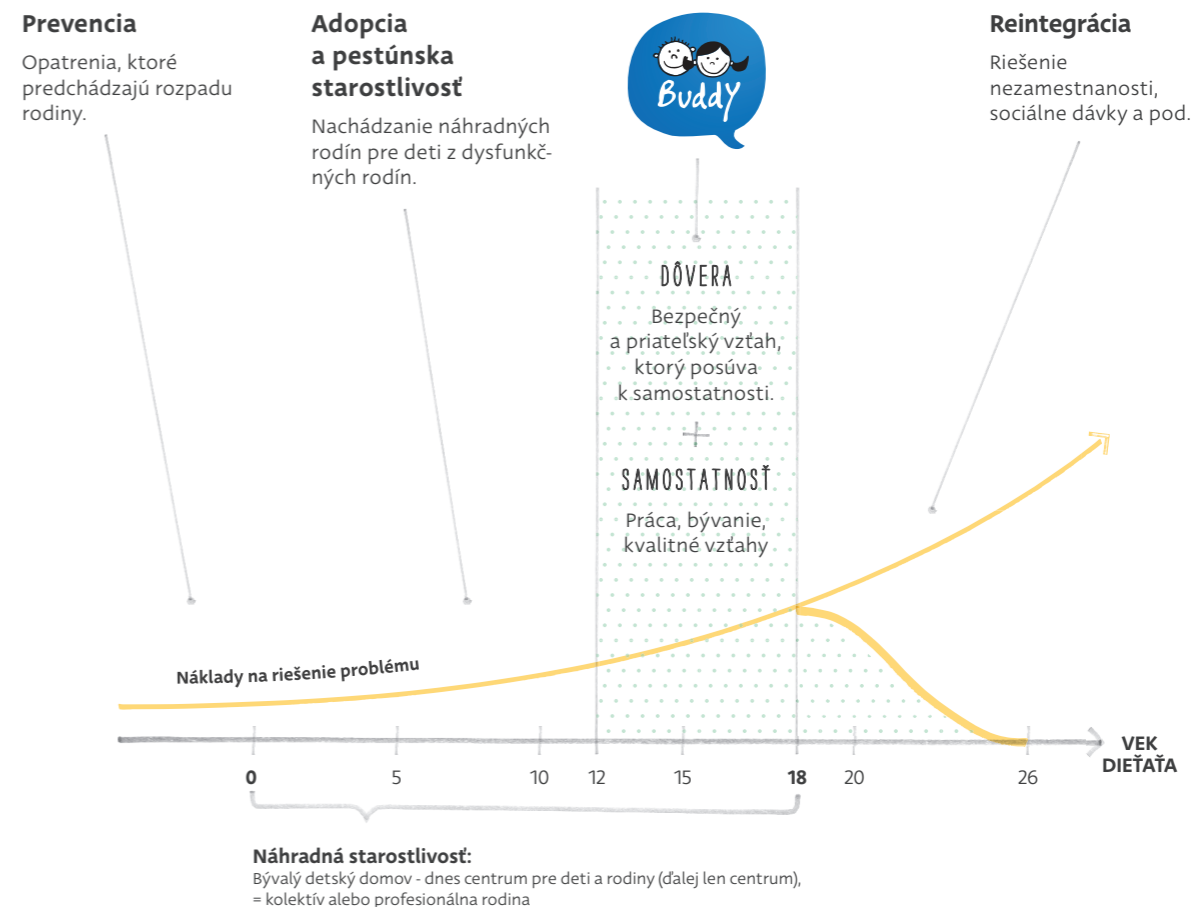 Prevencia
Opatrenia, ktoré
predchádzajú rozpadu
rodiny.
Adopcia
a pestúnska
starostlivosť
Nachádzanie náhradných
rodín pre deti z dysfunkč-
ných rodín.
Buddy
Reintegrácia
Riešenie
nezamestnanosti,
sociálne dávky a pod.
DÔVERA
Bezpečný
a priateľský vzťah,
ktorý posúva
k samostatnosti.
+
SAMOSTATNOSŤ
Práca, bývanie,
kvalitné vzťahy
Náklady na riešenie problému
0 5 10 12 15 18 20 26
VEK
DIEŤAŤA
Náhradná starostlivosť:
Bývalý detský domov - dnes centrum pre deti a rodiny (ďalej len centrum),
= kolektív alebo profesionálna rodina